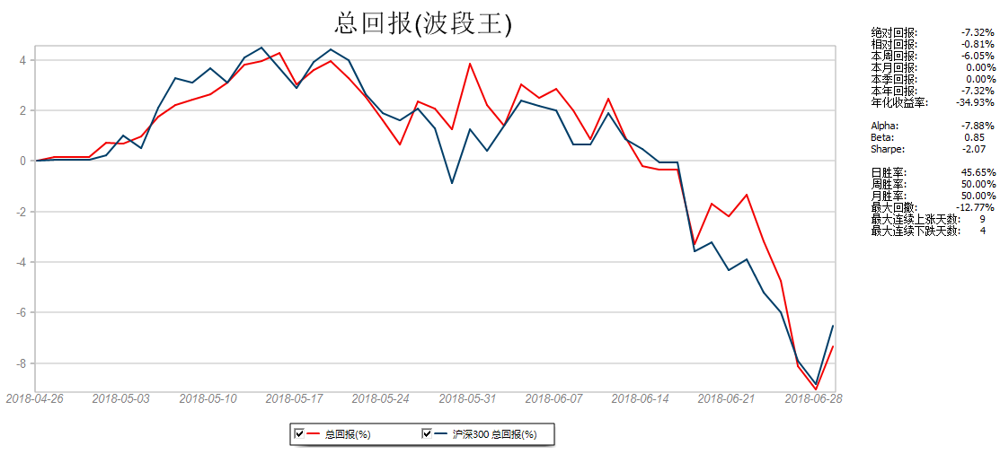 总回报(波段王)
4
2
0
-2
-4
-6
-8
2018-04-26 2018-05-03 2018-05-10 2018-05-17 2018-05-24 2018-05-31 2018-06-07 2018-06-14 2018-06-21 2018-06-28
总回报(%) 沪深300 总回报(%)
绝对回报: -7.32%
相对回报: -0.81%
本周回报: -6.05%
本月回报: 0.00%
本季回报: 0.00%
本年回报: -7.32%
年化收益率: -34.93%
Alpha: -7.88%
Beta: 0.85
Sharpe: -2.07
日胜率: 45.65%
周胜率: 50.00%
月胜率: 50.00%
最大回撤: -12.77%
最大连续上涨天数: 9
最大连续下跌天数: 4